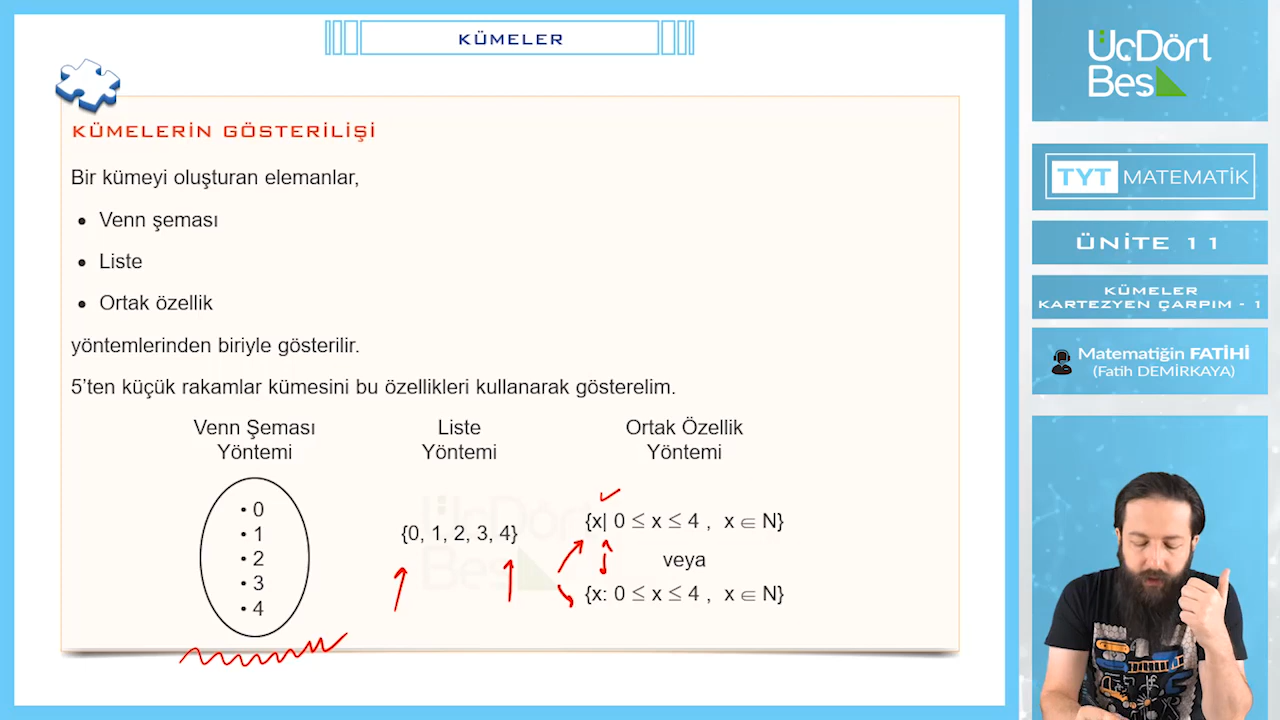 KÜMELER
KÜMELERİN GÖSTERİLİŞİ
Bir kümeyi oluşturan elemanlar,
• Venn şeması
• Liste
• Ortak özellik
yöntemlerinden biriyle gösterilir.
5'ten küçük rakamlar kümesini bu özellikleri kullanarak gösterelim.
Venn Şeması
Yöntemi
• 0
• 1
• 2
• 3
• 4
Liste
Yöntemi
{0, 1, 2, 3, 4}
Ortak Özellik
Yöntemi
{x| 0 ≤ x ≤ 4 , x ∈ N}
veya
{x: 0 ≤ x ≤ 4 , x ∈ N}
ÜçDört
ÜçDört
Beş
TYT MATEMATİK
ÜNİTE 11
KÜMELER
KARTEZYEN ÇARPIM - 1
Matematiğin FATİHİ
(Fatih DEMİRKAYA)